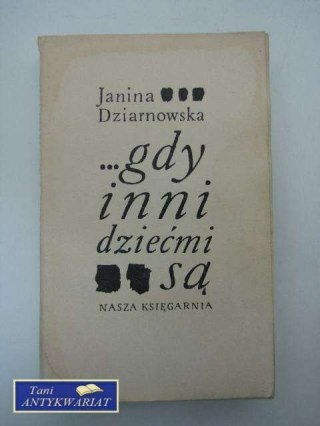 Janina
Dziarnowska
...gdy
inni
dziećmi
są
NASZA KSIĘGARNIA
Tani
ANTYKWARIAT